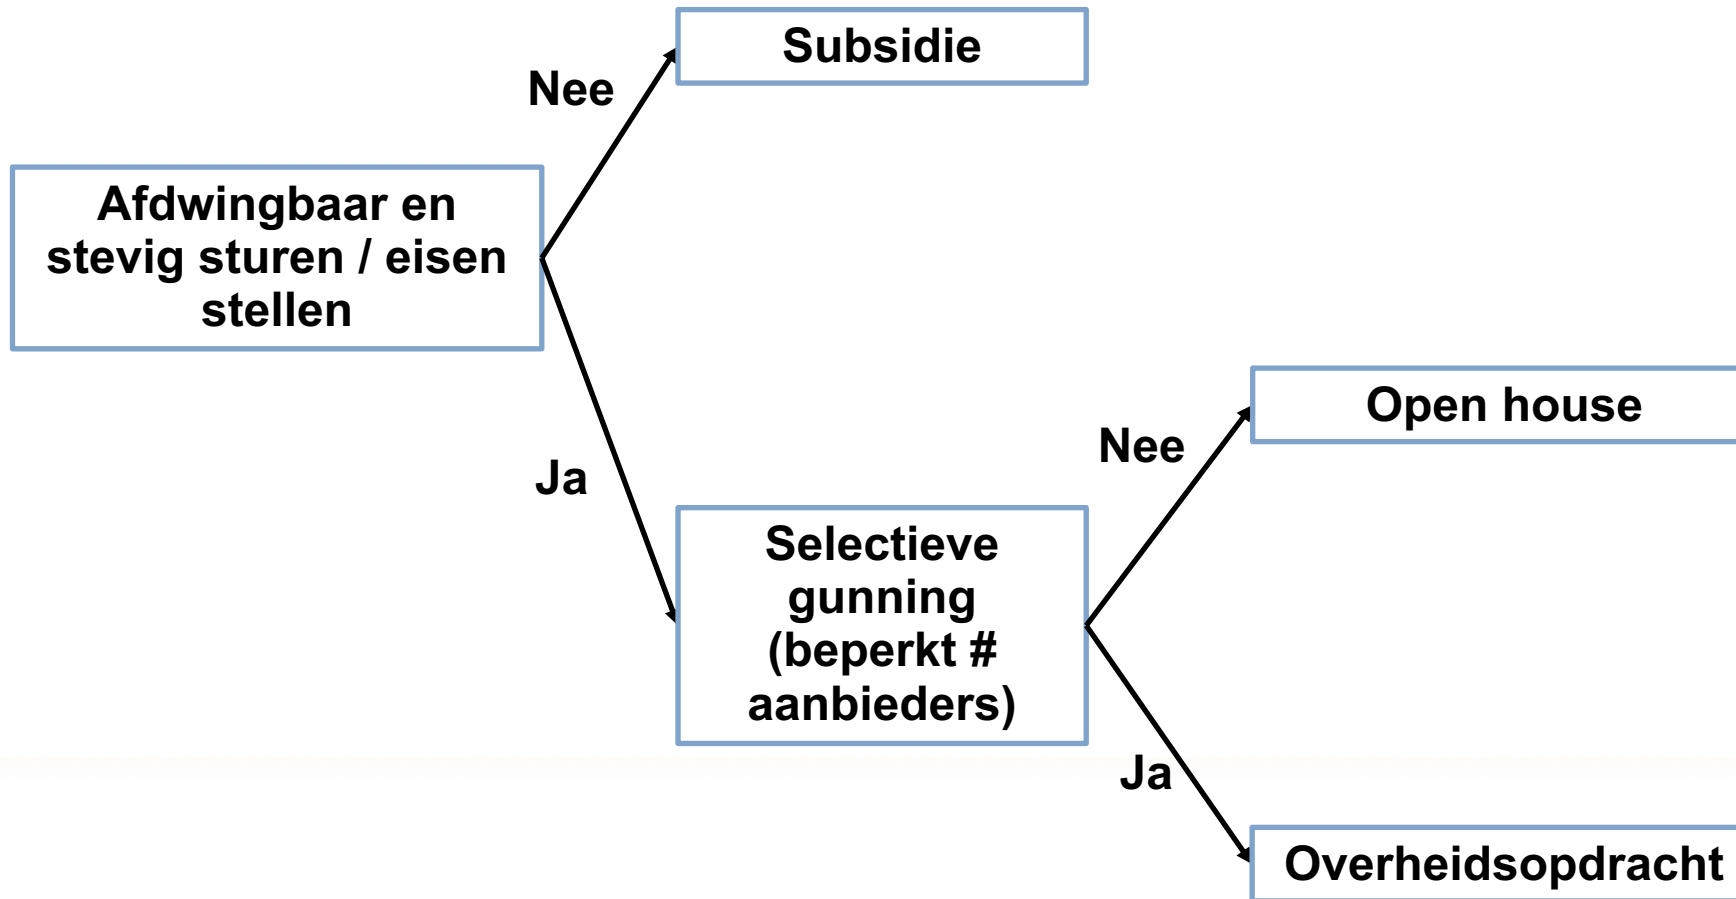 Subsidie
Nee
Afdwingbaar en
stevig sturen / eisen
stellen
Open house
Nee
Ja
Selectieve
gunning
(beperkt #
aanbieders)
Ja
Overheidsopdracht